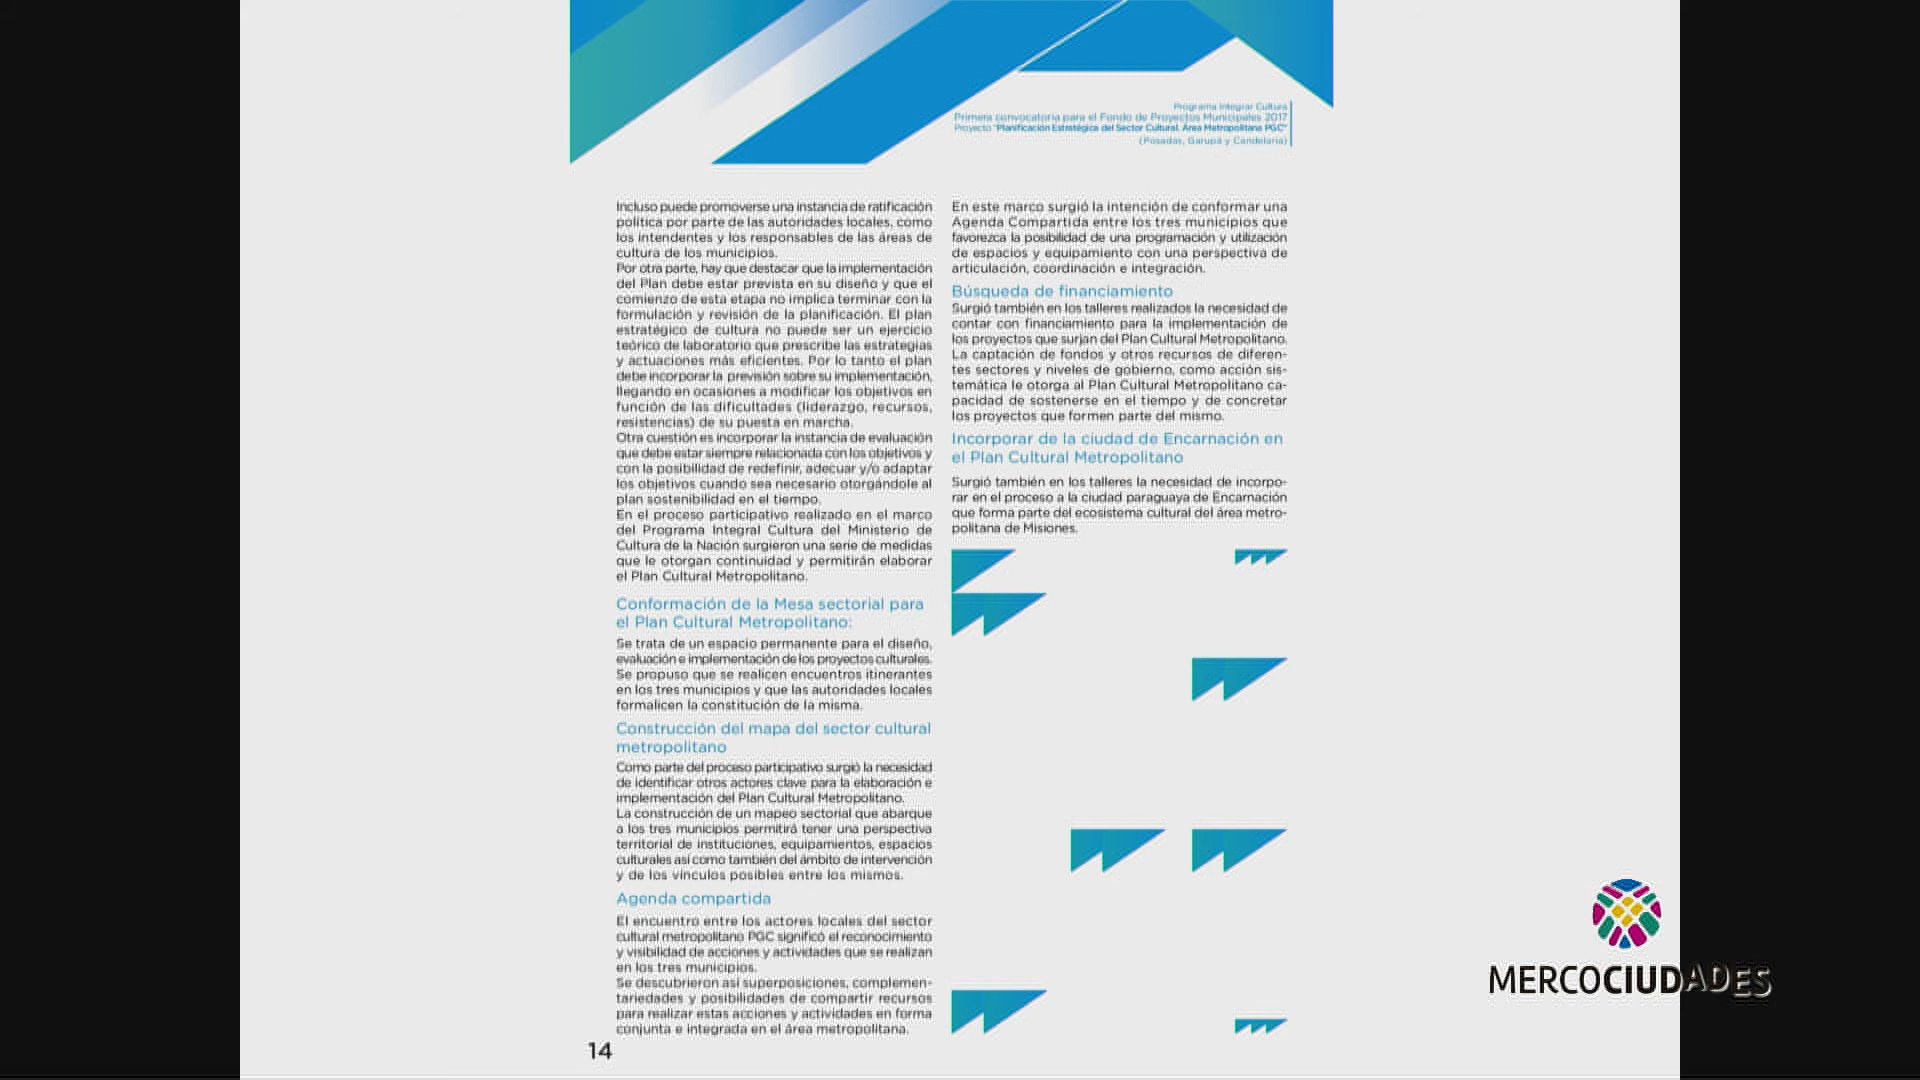 Programa Integrar Cultura
Primera convocatoria para el Fondo de Proyectos Municipales 2017
Proyecto "Planificación Estratégica del Sector Cultural. Área Metropolitana PGC"
(Posadas, Garupá y Candelaria)
Incluso puede promoverse una instancia de ratificación
política por parte de las autoridades locales, como
los intendentes y los responsables de las áreas de
cultura de los municipios.
Por otra parte, hay que destacar que la implementación
del Plan debe estar prevista en su diseño y que el
comienzo de esta etapa no implica terminar con la
formulación y revisión de la planificación. El plan
estratégico de cultura no puede ser un ejercicio
teórico de laboratorio que prescribe las estrategias
y actuaciones más eficientes. Por lo tanto el plan
debe incorporar la previsión sobre su implementación,
llegando en ocasiones a modificar los objetivos en
función de las dificultades (liderazgo, recursos,
resistencias) de su puesta en marcha.
Otra cuestión es incorporar la instancia de evaluación
que debe estar siempre relacionada con los objetivos y
con la posibilidad de redefinir, adecuar y/o adaptar
los objetivos cuando sea necesario otorgándole al
plan sostenibilidad en el tiempo.
En el proceso participativo realizado en el marco
del Programa Integral Cultura del Ministerio de
Cultura de la Nación surgieron una serie de medidas
que le otorgan continuidad y permitirán elaborar
el Plan Cultural Metropolitano.
Conformación de la Mesa sectorial para
el Plan Cultural Metropolitano:
Se trata de un espacio permanente para el diseño,
evaluación e implementación de los proyectos culturales.
Se propuso que se realicen encuentros itinerantes
en los tres municipios y que las autoridades locales
formalicen la constitución de la misma.
Construcción del mapa del sector cultural
metropolitano
Como parte del proceso participativo surgió la necesidad
de identificar otros actores clave para la elaboración e
implementación del Plan Cultural Metropolitano.
La construcción de un mapeo sectorial que abarque
a los tres municipios permitirá tener una perspectiva
territorial de instituciones, equipamientos, espacios
culturales así como también del ámbito de intervención
y de los vínculos posibles entre los mismos.
Agenda compartida
El encuentro entre los actores locales del sector
cultural metropolitano PGC significó el reconocimiento
y visibilidad de acciones y actividades que se realizan
en los tres municipios.
Se descubrieron así superposiciones, complemen-
tariedades y posibilidades de compartir recursos
para realizar estas acciones y actividades en forma
conjunta e integrada en el área metropolitana.
14
En este marco surgió la intención de conformar una
Agenda Compartida entre los tres municipios que
favorezca la posibilidad de una programación y utilización
de espacios y equipamiento con una perspectiva de
articulación, coordinación e integración.
Búsqueda de financiamiento
Surgió también en los talleres realizados la necesidad de
contar con financiamiento para la implementación de
los proyectos que surjan del Plan Cultural Metropolitano.
La captación de fondos y otros recursos de diferen-
tes sectores y niveles de gobierno, como acción sis-
temática le otorga al Plan Cultural Metropolitano ca-
pacidad de sostenerse en el tiempo y de concretar
los proyectos que formen parte del mismo.
Incorporar de la ciudad de Encarnación en
el Plan Cultural Metropolitano
Surgió también en los talleres la necesidad de incorpo-
rar en el proceso a la ciudad paraguaya de Encarnación
que forma parte del ecosistema cultural del área metro-
politana de Misiones.
MERCOCIUDADES